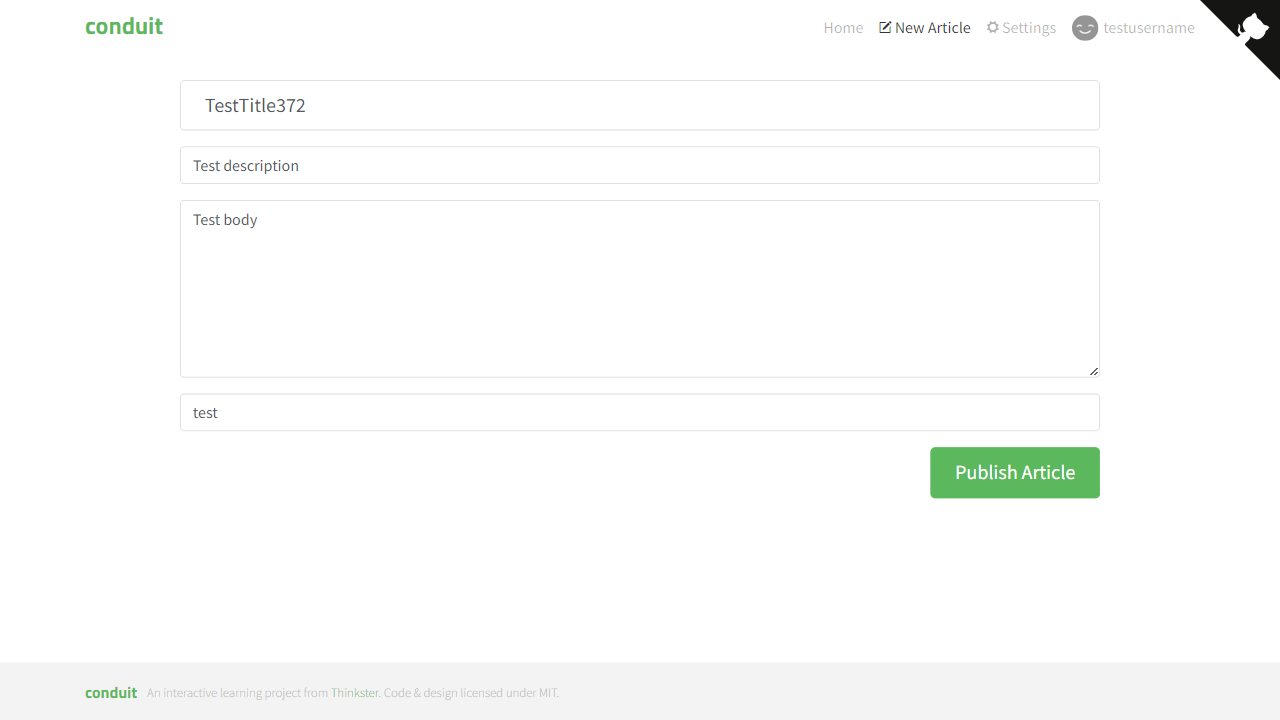 conduit
Home New Article Settings testusername
TestTitle372
Test description
Test body
test
Publish Article
conduit An interactive learning project from Thinkster. Code & design licensed under MIT.